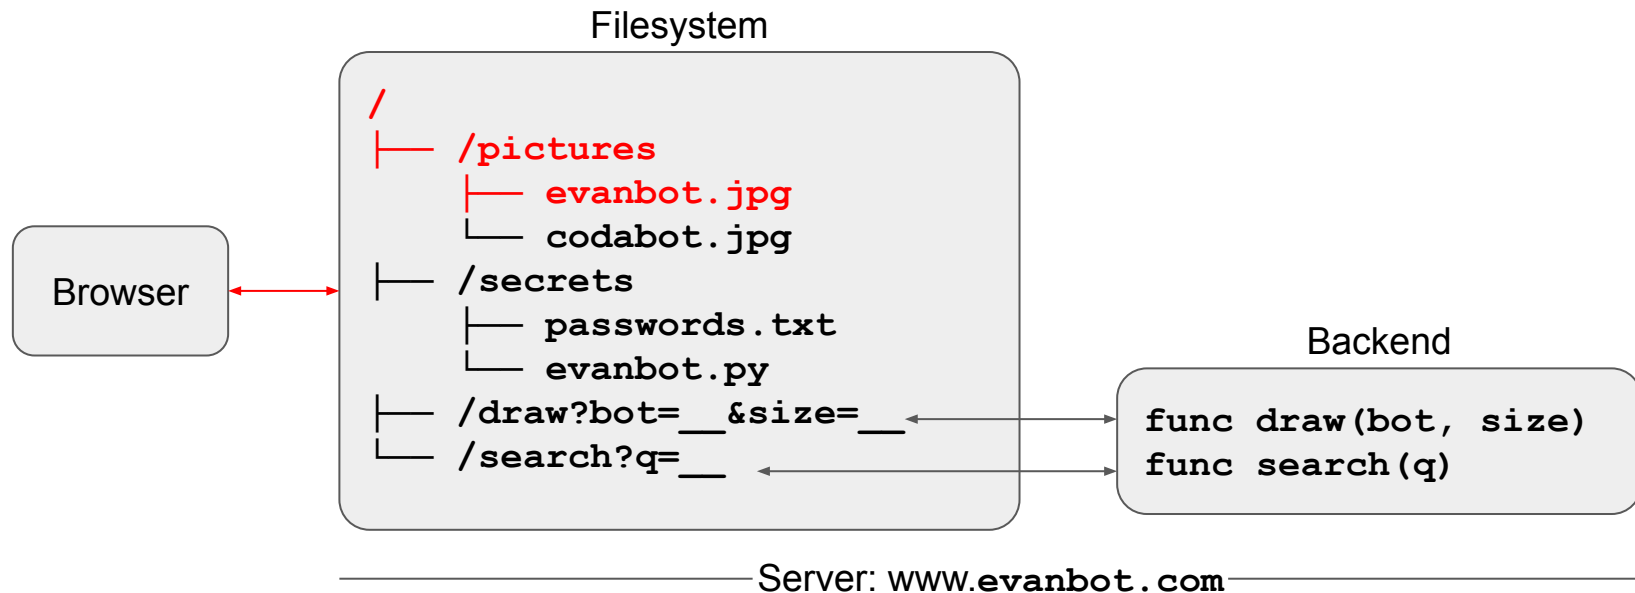 Filesystem
/
├── /pictures
├── evanbot.jpg
└── codabot.jpg
├── /secrets
├── passwords.txt
└── evanbot.py
├── /draw?bot=__&size=__
└── /search?q=__
Browser
Backend
func draw(bot, size)
func search(q)
Server: www.evanbot.com